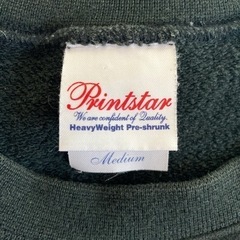 Printstar
We are confident of Quality.
HeavyWeight Pre-shrunk
Medium